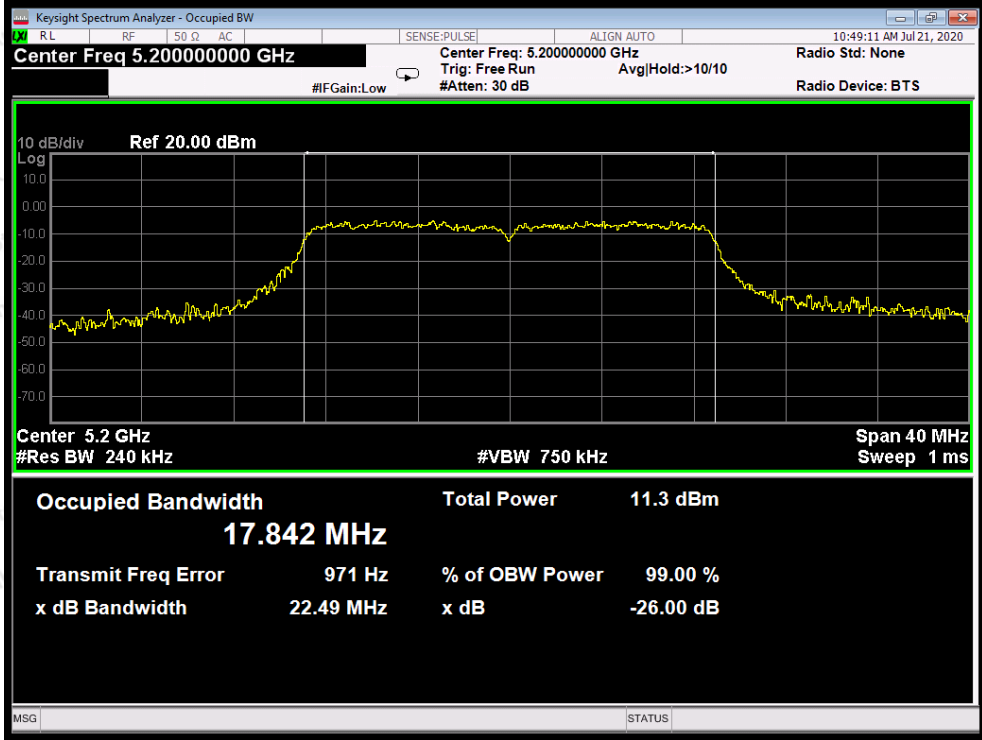 Keysight Spectrum Analyzer - Occupied BW
LXI RL RF 50 Ω AC SENSE:PULSE ALIGN AUTO 10:49:11 AM Jul 21, 2020
Center Freq 5.200000000 GHz Center Freq: 5.200000000 GHz Radio Std: None
Trig: Free Run Avg|Hold:>10/10
#IFGain:Low #Atten: 30 dB Radio Device: BTS
10 dB/div Ref 20.00 dBm
Log
10.0
0.00
-10.0
-20.0
-30.0
-40.0
-50.0
-60.0
-70.0
Center 5.2 GHz Span 40 MHz
#Res BW 240 kHz #VBW 750 kHz Sweep 1 ms
Occupied Bandwidth Total Power 11.3 dBm
17.842 MHz
Transmit Freq Error 971 Hz % of OBW Power 99.00 %
x dB Bandwidth 22.49 MHz x dB -26.00 dB
MSG STATUS